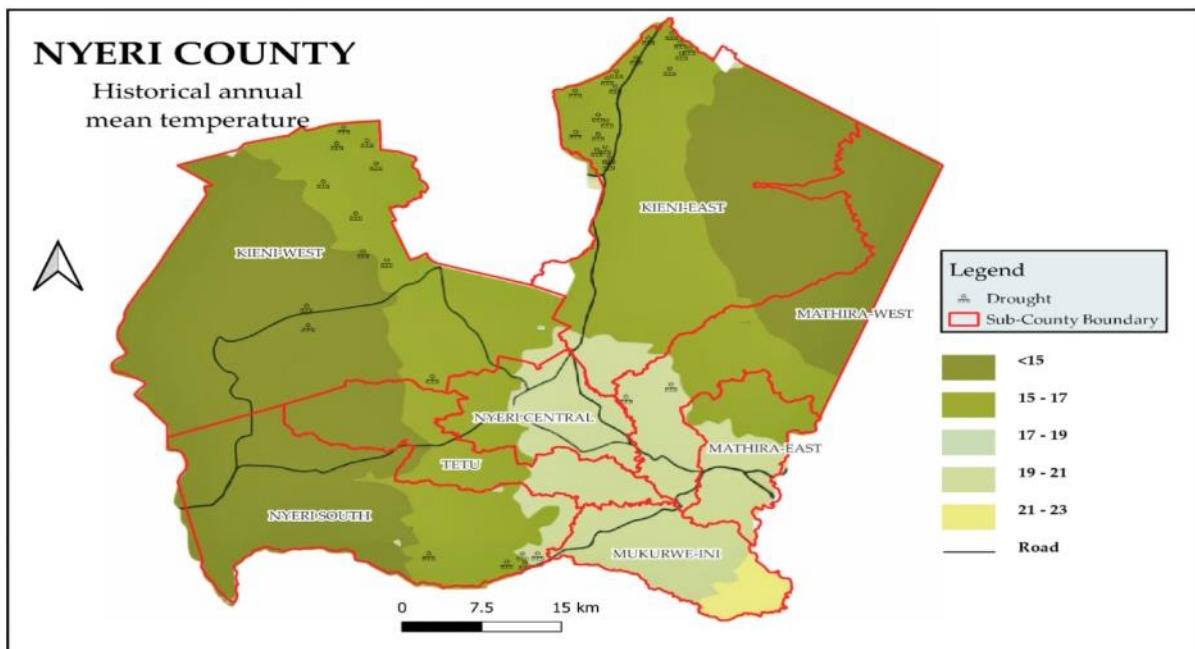 NYERI COUNTY
Historical annual
mean temperature
KIENI-EAST
KIENI-WEST
MATHIRA-WEST
NYERI CENTRAL
MATHIRA-EAST
TETU
NYERI SOUTH
MUKURWE-INI
0 7.5 15 km
Legend
Drought
Sub-County Boundary
<15
15 - 17
17 - 19
19 - 21
21 - 23
Road